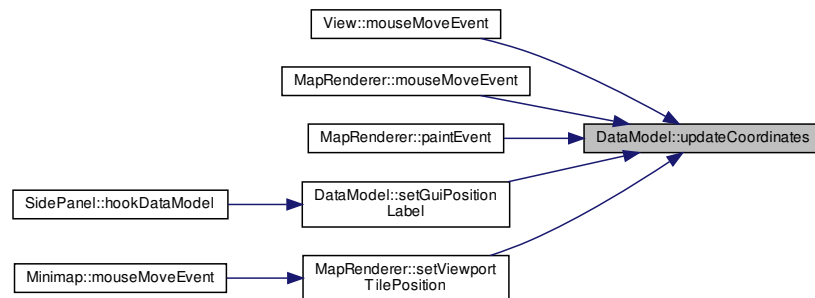 View::mouseMoveEvent
MapRenderer::mouseMoveEvent
MapRenderer::paintEvent
DataModel::updateCoordinates
SidePanel::hookDataModel
DataModel::setGuiPosition
Label
Minimap::mouseMoveEvent
MapRenderer::setViewport
TilePosition